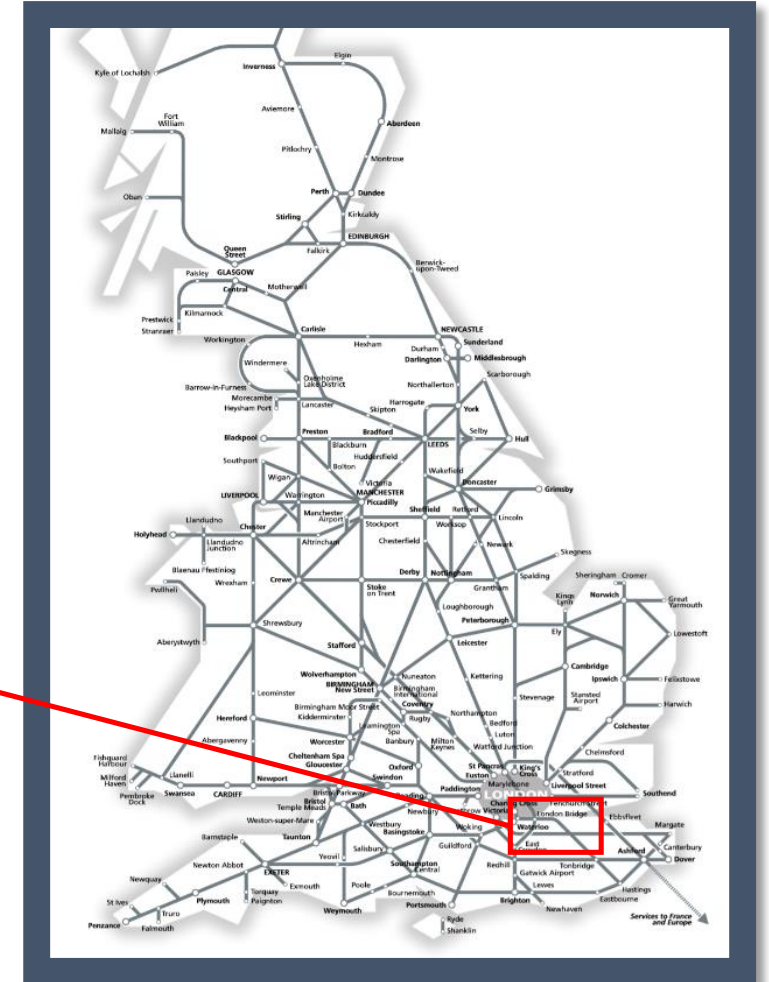 Elgin
Inverness
Kyle of Lochalsh
Aviemore
Fort
William
Mallaig
Aberdeen
Pitlochry
Montrose
Perth
Dundee
Oban
Stirling
Kirkcaldy
EDINBURGH
Queen
Street
Falkirk
Berwick-
upon-Tweed
Paisley
GLASGOW
Central
Motherwell
Prestwick
Kilmarnock
Stranraer
Carlisle
NEWCASTLE
Workington
Hexham
Sunderland
Durham
Darlington
Middlesbrough
Windermere
Scarborough
Oxenholme
Lake District
Barrow-in-Furness
Northallerton
Morecambe
Heysham Port
Lancaster
Harrogate
York
Skipton
Blackpool
Preston
Bradford
Selby
Hull
Blackburn
LEEDS
Huddersfield
Southport
Bolton
Wakefield
Wigan
Victoria
Doncaster
LIVERPOOL
Warrington
MANCHESTER
Piccadilly
Grimsby
Manchester
Airport
Sheffield
Retford
Llandudno
Stockport
Worksop
Lincoln
Holyhead
Chester
Llandudno
Junction
Altrincham
Chesterfield
Newark
Skegness
Blaenau Ffestiniog
Wrexham
Crewe
Stoke
on Trent
Derby
Nottingham
Grantham
Spalding
Sheringham
Cromer
Pwllheli
Kings
Lynn
Norwich
Great
Yarmouth
Loughborough
Peterborough
Aberystwyth
Shrewsbury
Stafford
Leicester
Ely
Lowestoft
Wolverhampton
Nuneaton
Kettering
Cambridge
BIRMINGHAM
New Street
Birmingham
International
Ipswich
Felixstowe
Leominster
Birmingham Moor Street
Coventry
Stevenage
Stansted
Airport
Harwich
Hereford
Kidderminster
Rugby
Northampton
Bedford
Leamington
Spa
Colchester
Abergavenny
Worcester
Banbury
Milton
Keynes
Luton
Watford Junction
Chelmsford
Fishguard
Harbour
Cheltenham Spa
Gloucester
Oxford
St Pancras
King's
Cross
Euston
Stratford
Milford
Haven
Llanelli
Newport
Swindon
Marylebone
Liverpool Street
Pembroke
Dock
Swansea
CARDIFF
Bristol Parkway
Reading
Paddington
LONDON
Southend
Bristol
Temple Meads
Bath
Newbury
Victoria
London Bridge
Ebbsfleet
Weston-super-Mare
Westbury
Waterloo
Margate
Barnstaple
Taunton
Basingstoke
Woking
East
Canterbury
Salisbury
Guildford
Ashford
Dover
Newton Abbot
Yeovil
Southampton
Central
Redhill
Tonbridge
EXETER
Gatwick Airport
Newquay
Exmouth
Poole
Lewes
Hastings
St Ives
Torquay
Paignton
Bournemouth
Eastbourne
Plymouth
Portsmouth
Brighton
Truro
Weymouth
Newhaven
Penzance
Falmouth
Ryde
Shanklin
Services to France
and Europe